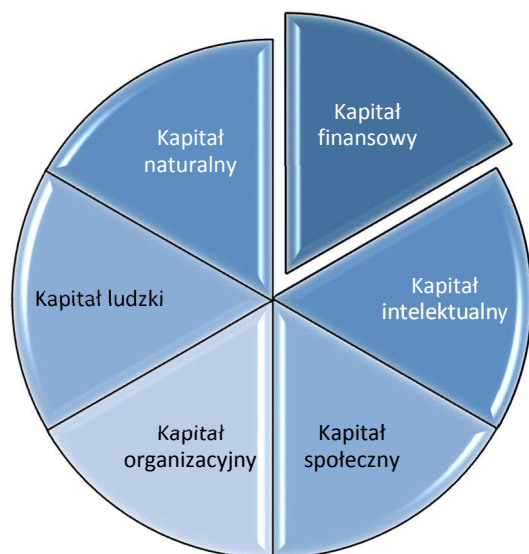 Kapitał
finansowy
Kapitał
intelektualny
Kapitał
społeczny
Kapitał
organizacyjny
Kapitał ludzki
Kapitał
naturalny